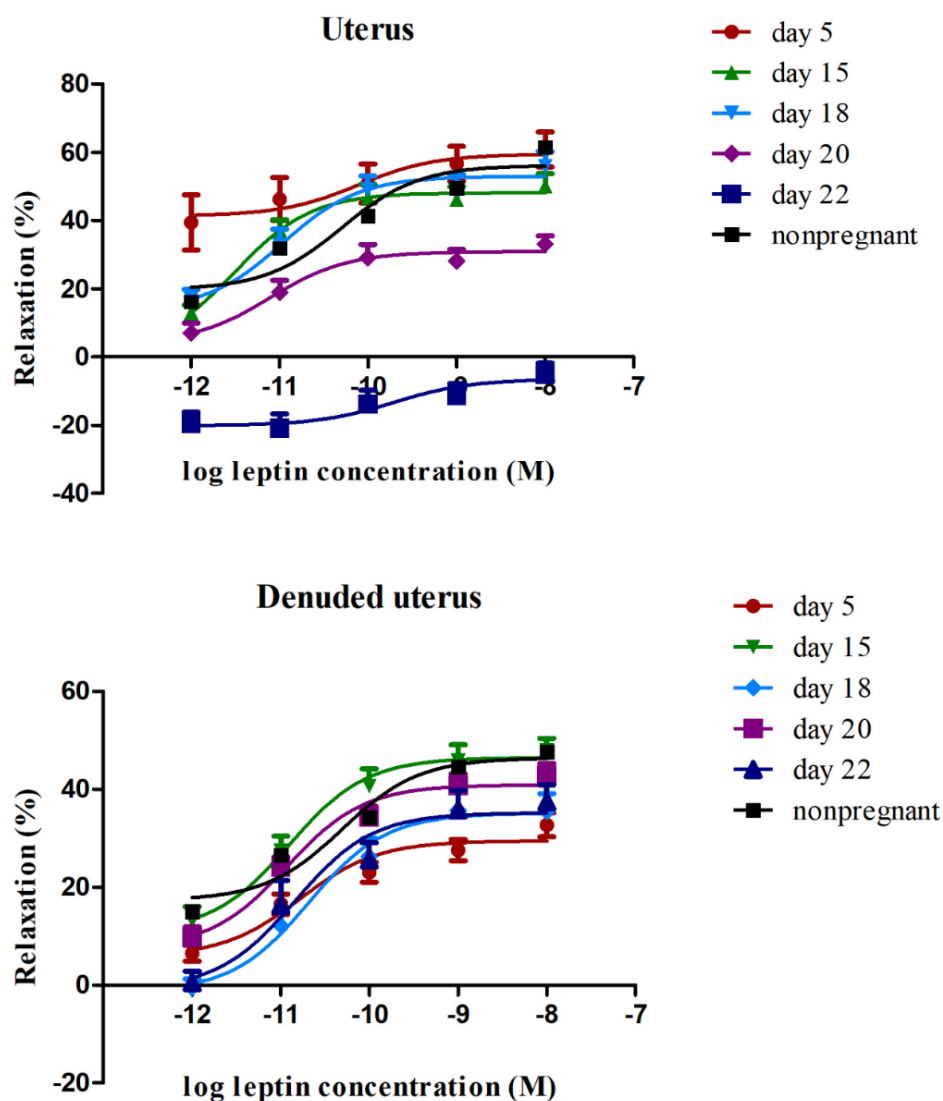 Uterus
day 5
day 15
day 18
day 20
day 22
nonpregnant
Relaxation (%)
80
60
40
20
0
-20
-40
-12 -11 -10 -9 -8 -7
log leptin concentration (M)
Denuded uterus
day 5
day 15
day 18
day 20
day 22
nonpregnant
Relaxation (%)
60
40
20
0
-20
-12 -11 -10 -9 -8 -7
log leptin concentration (M)